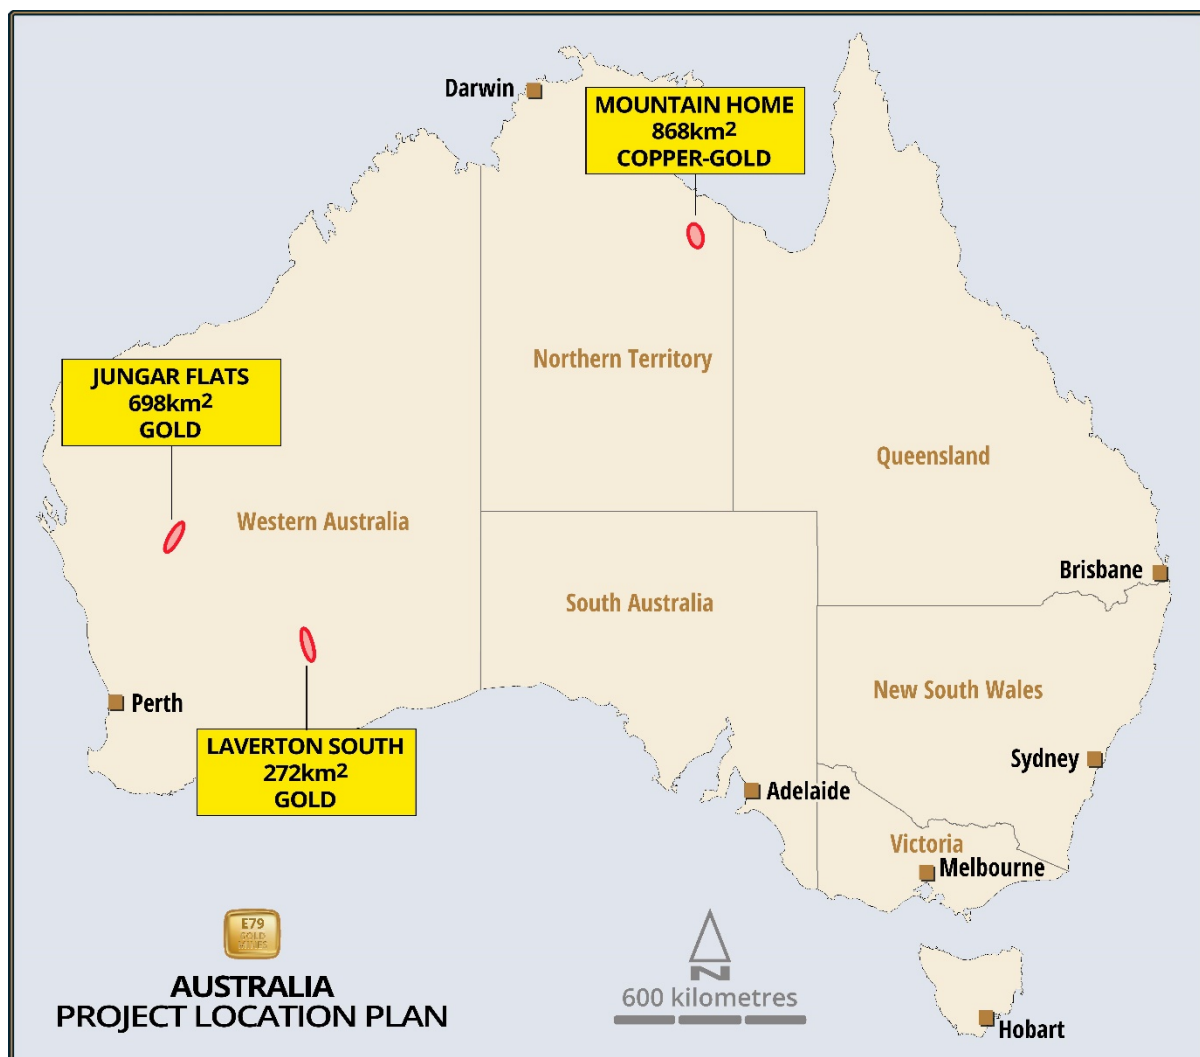 Darwin
MOUNTAIN HOME
868km²
COPPER-GOLD
JUNGAR FLATS
698km²
GOLD
Northern Territory
Queensland
Western Australia
South Australia
Brisbane
New South Wales
Perth
LAVERTON SOUTH
272km²
GOLD
Sydney
Adelaide
Victoria
Melbourne
E79
GOLD
MINES
AUSTRALIA
PROJECT LOCATION PLAN
N
600 kilometres
Hobart